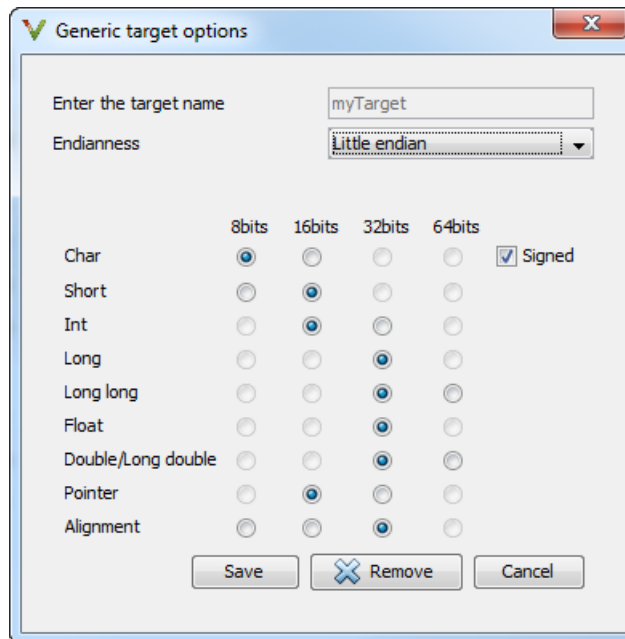 Generic target options
Enter the target name myTarget
Endianness Little endian
8bits 16bits 32bits 64bits
Char Signed
Short
Int
Long
Long long
Float
Double/Long double
Pointer
Alignment
Save Remove Cancel